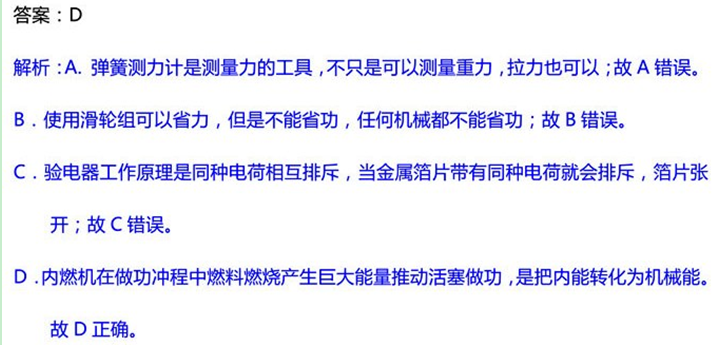 答案：D
解析：A. 弹簧测力计是测量力的工具，不只是可以测量重力，拉力也可以；故 A 错误。
B．使用滑轮组可以省力，但是不能省功，任何机械都不能省功；故 B 错误。
C．验电器工作原理是同种电荷相互排斥，当金属箔片带有同种电荷就会排斥，箔片张
开；故 C 错误。
D．内燃机在做功冲程中燃料燃烧产生巨大能量推动活塞做功，是把内能转化为机械能。
故 D 正确。